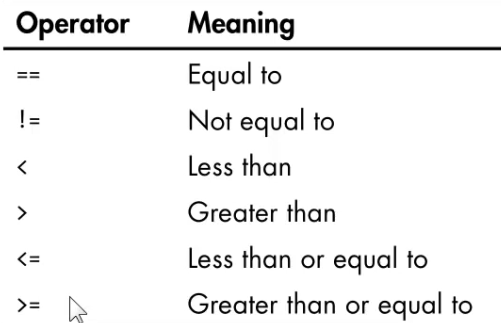 Operator Meaning
== Equal to
!= Not equal to
< Less than
> Greater than
<= Less than or equal to
>= Greater than or equal to